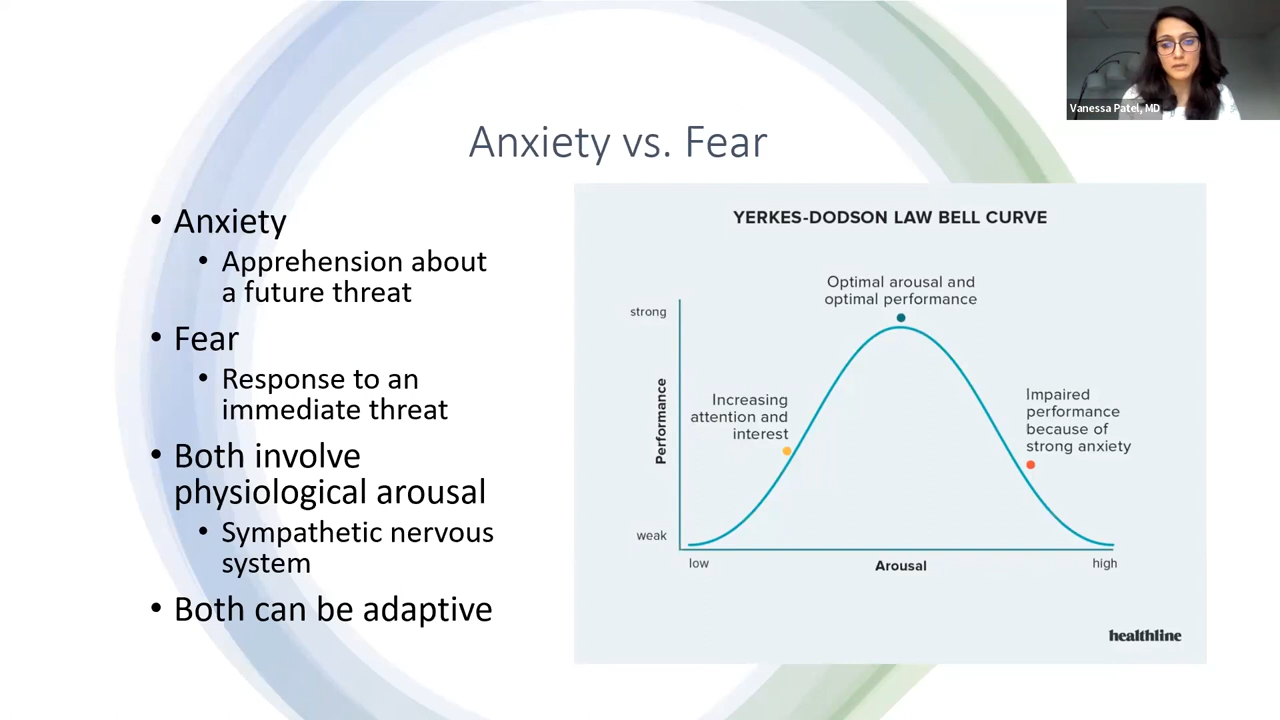 Vanessa Patel, MD
Anxiety vs. Fear
• Anxiety
• Apprehension about
a future threat
• Fear
• Response to an
immediate threat
• Both involve
physiological arousal
• Sympathetic nervous
system
• Both can be adaptive
YERKES-DODSON LAW BELL CURVE
Optimal arousal and
optimal performance
strong
Performance
Increasing
attention and
interest
Impaired
performance
because of
strong anxiety
weak
low
Arousal
high
healthline